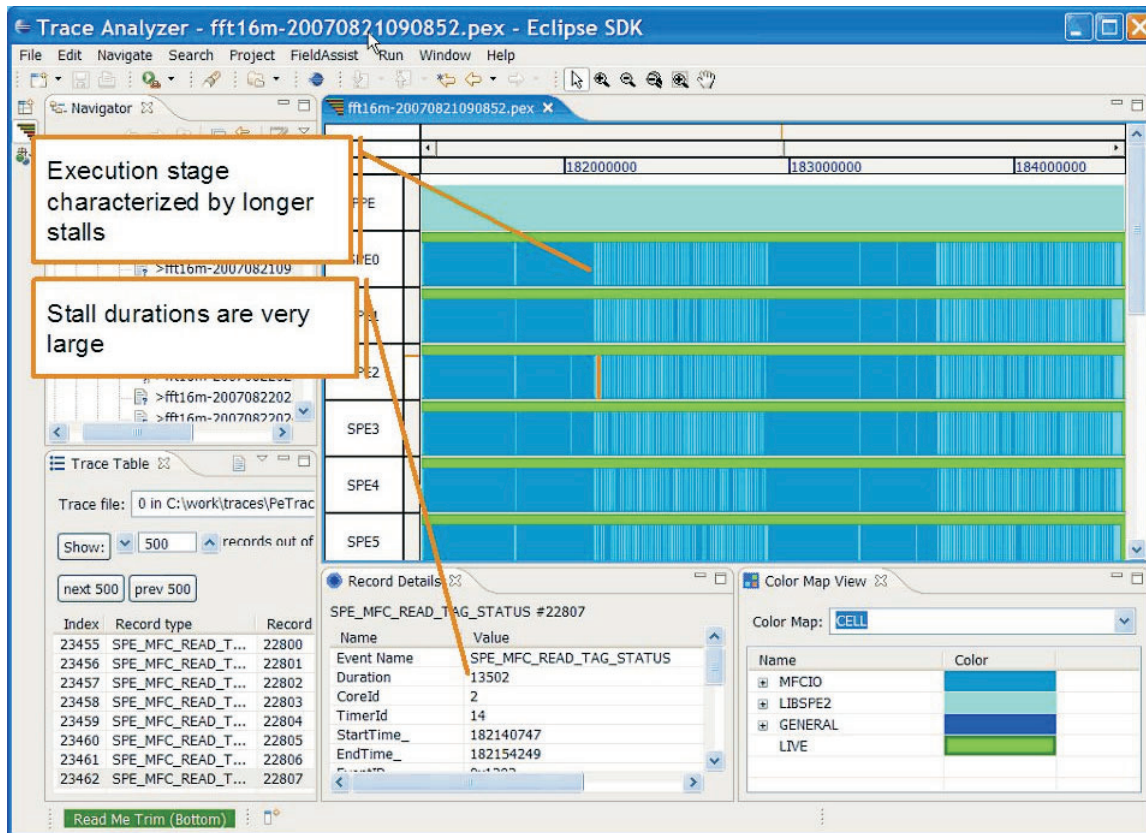 Trace Analyzer - fft16m-20070821090852.pex - Eclipse SDK
File Edit Navigate Search Project FieldAssist Run Window Help
Navigator
fft16m-20070821090852.pex
Execution stage
characterized by longer
stalls
182000000 183000000 184000000
SPE0
>fft16m-2007082109
Stall durations are very
large
>fft16m-2007082202
>fft16m-2007082202
SPE3
SPE4
SPE5
Trace Table
Trace file: 0 in C:\work\traces\PeTrac
Show: 500 records out of
next 500 prev 500
Index Record type Record
23455 SPE_MFC_READ_T... 22800
23456 SPE_MFC_READ_T... 22801
23457 SPE_MFC_READ_T... 22802
23458 SPE_MFC_READ_T... 22803
23459 SPE_MFC_READ_T... 22804
23460 SPE_MFC_READ_T... 22805
23461 SPE_MFC_READ_T... 22806
23462 SPE_MFC_READ_T... 22807
Record Details
SPE_MFC_READ_TAG_STATUS #22807
Name Value
Event Name SPE_MFC_READ_TAG_STATUS
Duration 13502
CoreId 2
TimerId 14
StartTime_ 182140747
EndTime_ 182154249
Color Map View
Color Map: CELL
Name Color
MFCIO
LIBSPE2
GENERAL
LIVE
Read Me Trim (Bottom)